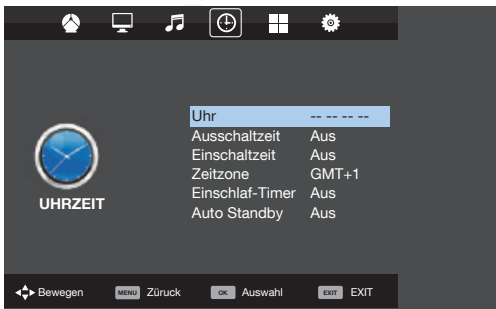 Uhr -- -- -- --
Ausschaltzeit Aus
Einschaltzeit Aus
Zeitzone GMT+1
Einschlaf-Timer Aus
Auto Standby Aus
UHRZEIT
Bewegen MENU Züruck OK Auswahl EXIT EXIT